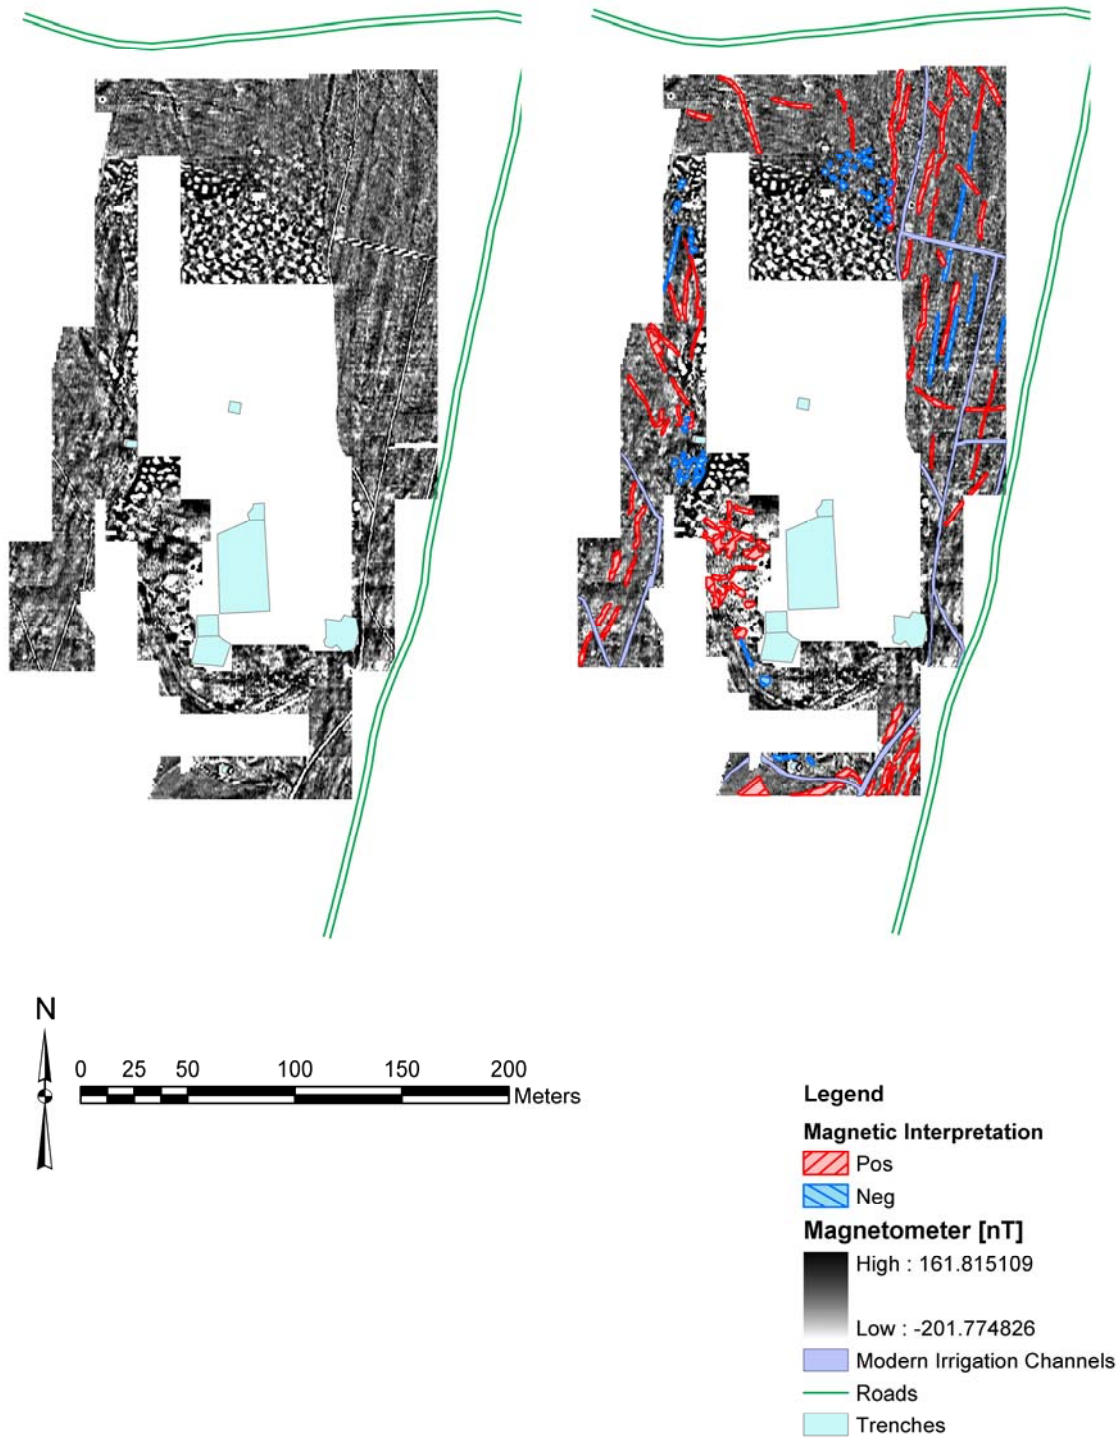 N
0 25 50 100 150 200
Meters
Legend
Magnetic Interpretation
Pos
Neg
Magnetometer [nT]
High : 161.815109
Low : -201.774826
Modern Irrigation Channels
Roads
Trenches